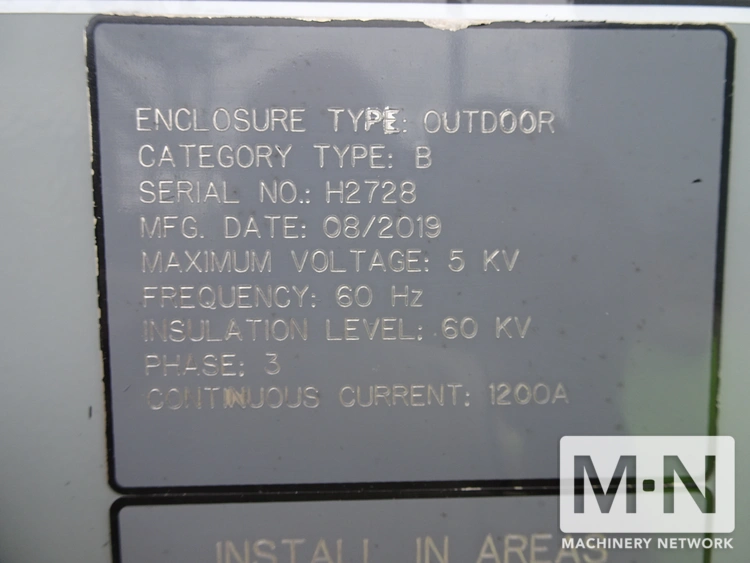 ENCLOSURE TYPE: OUTDOOR
CATEGORY TYPE: B
SERIAL NO.: H2728
MFG. DATE: 08/2019
MAXIMUM VOLTAGE: 5 KV
FREQUENCY: 60 Hz
INSULATION LEVEL: 60 KV
PHASE: 3
CONTINUOUS CURRENT: 1200A
INSTALL IN AREAS
M·N
MACHINERY NETWORK